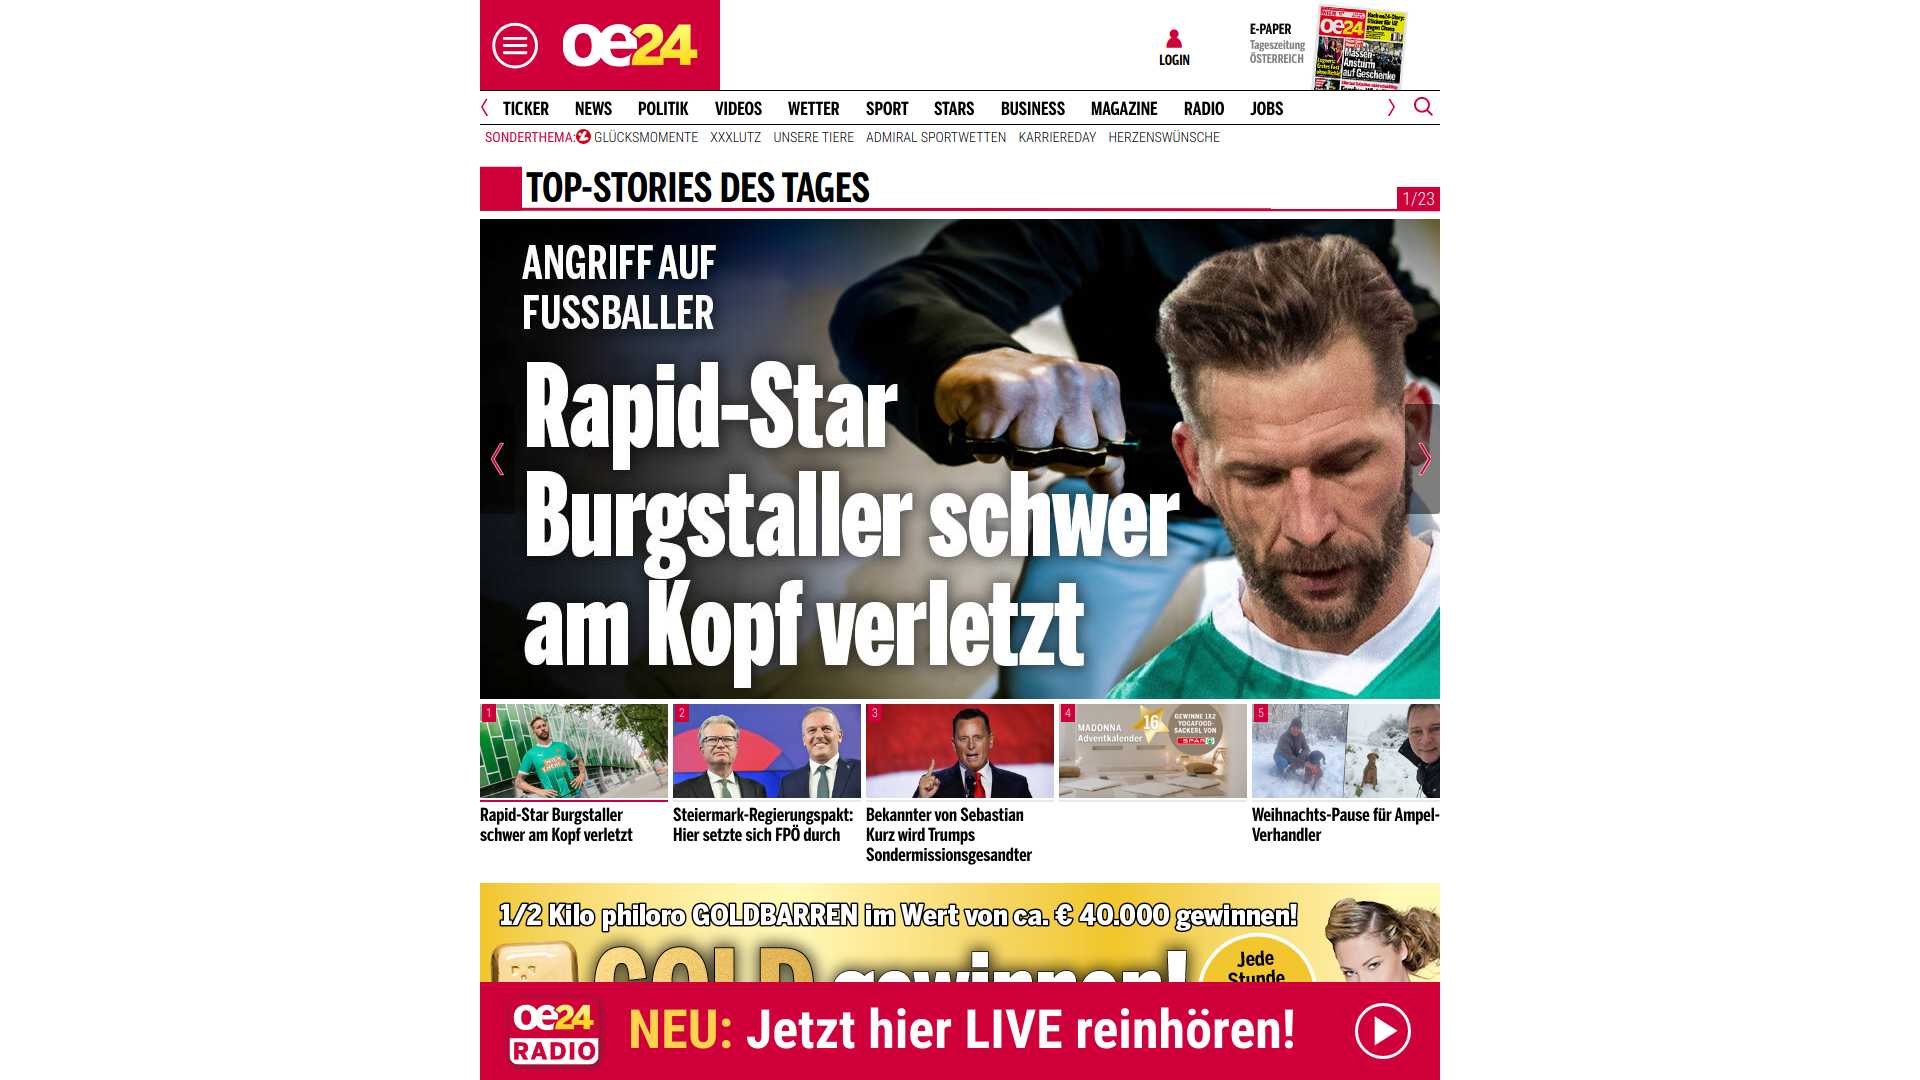 oe24
LOGIN
E-PAPER
Tageszeitung
ÖSTERREICH
oe24
Massen-
Ansturm
auf Geschenke
TICKER NEWS POLITIK VIDEOS WETTER SPORT STARS BUSINESS MAGAZINE RADIO JOBS
SONDERTHEMA: GLÜCKSMOMENTE XXXLUTZ UNSERE TIERE ADMIRAL SPORTWETTEN KARRIEREDAY HERZENSWÜNSCHE
TOP-STORIES DES TAGES
1/23
ANGRIFF AUF
FUSSBALLER
Rapid-Star
Burgstaller schwer
am Kopf verletzt
1
Rapid-Star Burgstaller
schwer am Kopf verletzt
2
Steiermark-Regierungspakt:
Hier setzte sich FPÖ durch
3
Bekannter von Sebastian
Kurz wird Trumps
Sondermissionsgesandter
4
MADONNA
Adventkalender
16
GEWINNE 1X2
YOGAFOOD-
SACKERL VON
SPAR
5
Weihnachts-Pause für Ampel-
Verhandler
1/2 Kilo philoro GOLDBARREN im Wert von ca. € 40.000 gewinnen!
GOLD gewinnen!
Jede
Stunde
oe24
RADIO
NEU: Jetzt hier LIVE reinhören!